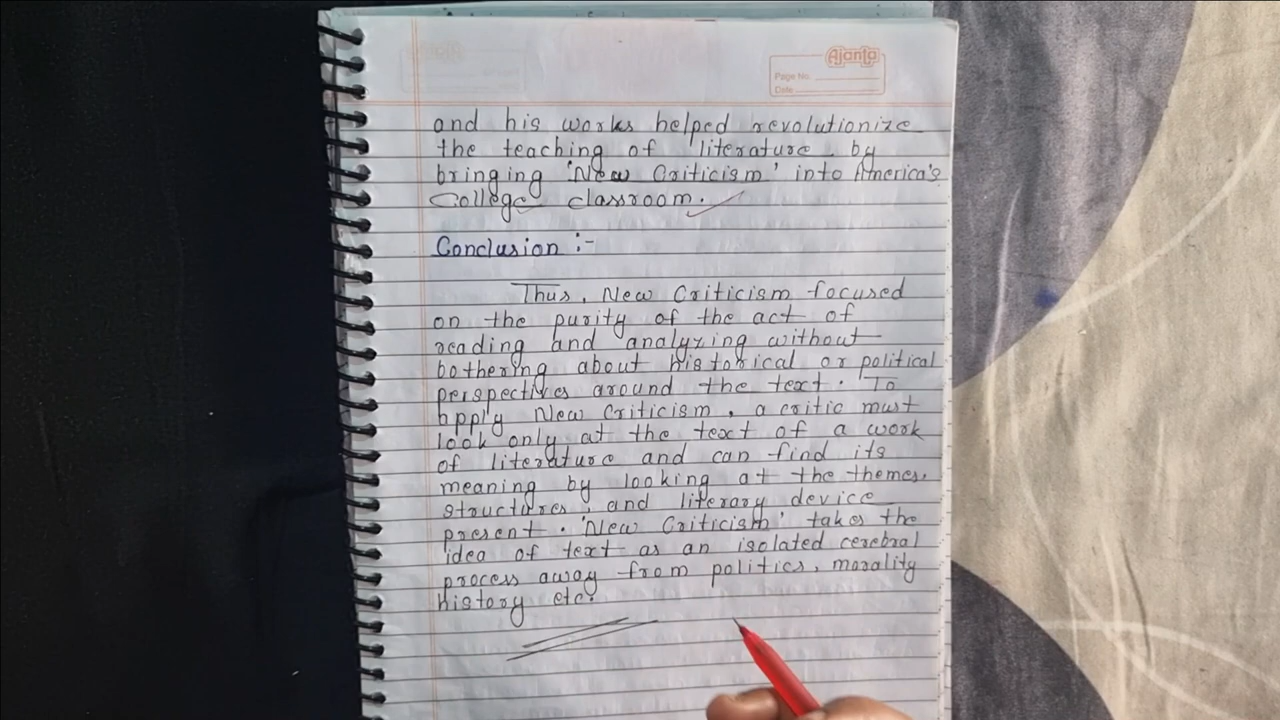 Ajanta
Page No.
Date
and his works helped revolutionize
the teaching of literature by
bringing 'New Criticism' into America's
College classroom.
Conclusion :-
Thus, New Criticism focused
on the purity of the act of
reading and analyzing without
bothering about historical or political
perspectives around the text. To
apply New Criticism, a critic must
look only at the text of a work
of literature and can find its
meaning by looking at the themes,
structures, and literary device
present. 'New Criticism' takes the
idea of text as an isolated cerebral
process away from politics, morality
history etc.